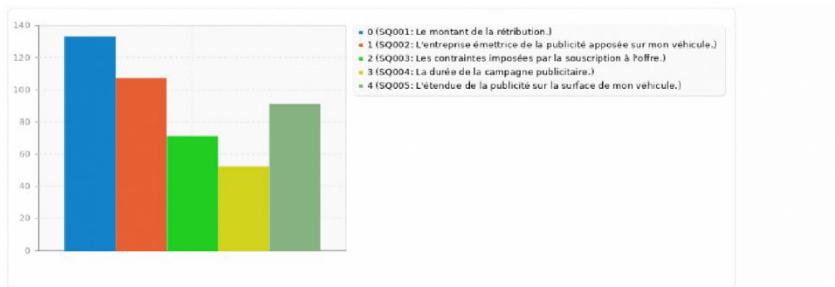 140
120
100
80
60
40
20
0
0 (SQ001: Le montant de la rétribution.)
1 (SQ002: L'entreprise émettrice de la publicité apposée sur mon véhicule.)
2 (SQ003: Les contraintes imposées par la souscription à l'offre.)
3 (SQ004: La durée de la campagne publicitaire.)
4 (SQ005: L'étendue de la publicité sur la surface de mon véhicule.)